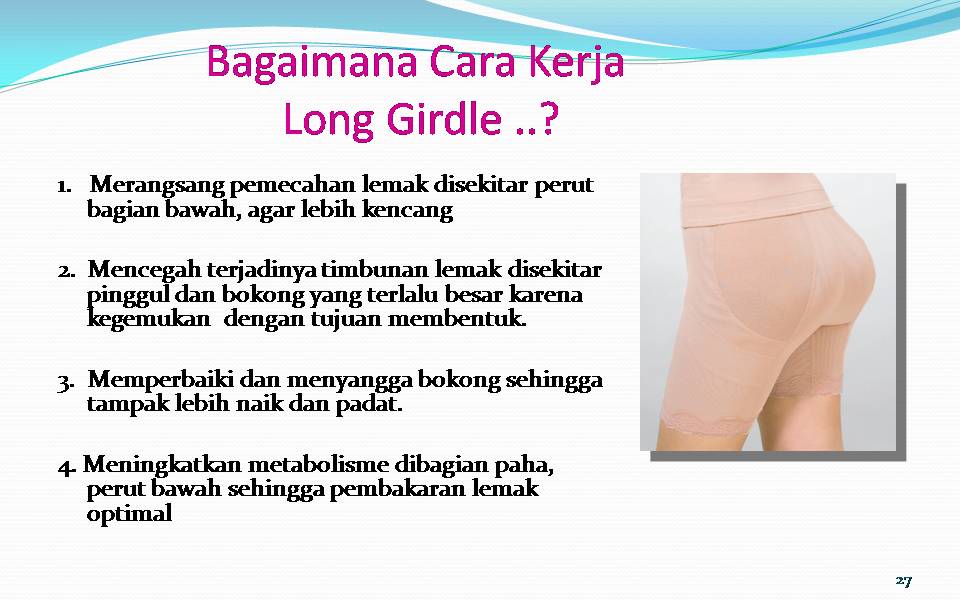 Bagaimana Cara Kerja
Long Girdle ..?
1. Merangsang pemecahan lemak disekitar perut
bagian bawah, agar lebih kencang
2. Mencegah terjadinya timbunan lemak disekitar
pinggul dan bokong yang terlalu besar karena
kegemukan dengan tujuan membentuk.
3. Memperbaiki dan menyangga bokong sehingga
tampak lebih naik dan padat.
4. Meningkatkan metabolisme dibagian paha,
perut bawah sehingga pembakaran lemak
optimal
27